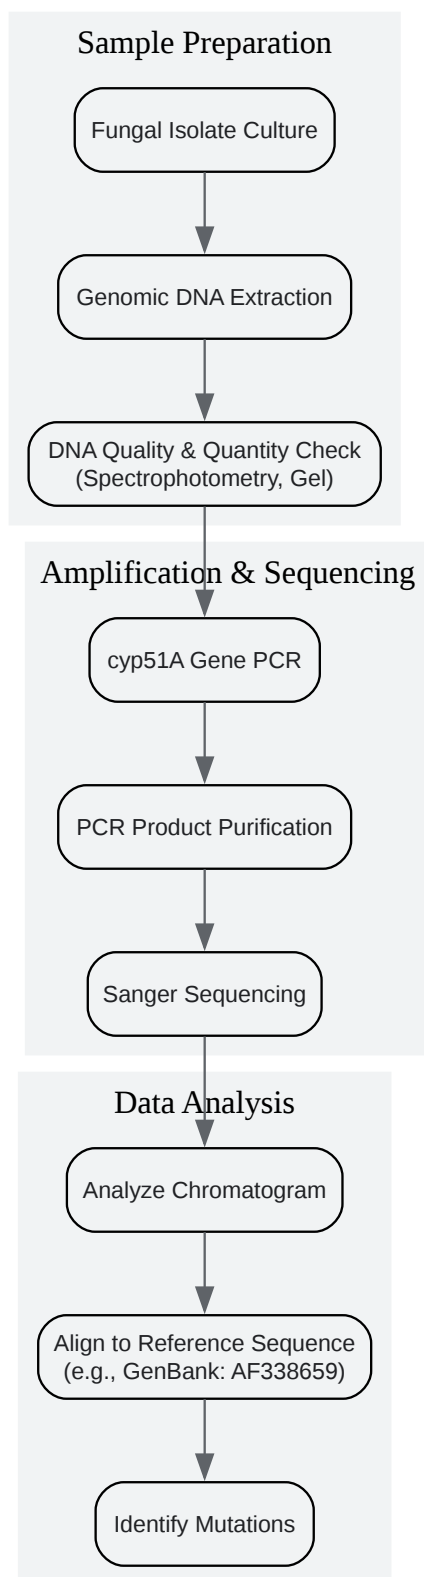 Sample Preparation
Fungal Isolate Culture
Genomic DNA Extraction
DNA Quality & Quantity Check
(Spectrophotometry, Gel)
Amplification & Sequencing
cyp51A Gene PCR
PCR Product Purification
Sanger Sequencing
Data Analysis
Analyze Chromatogram
Align to Reference Sequence
(e.g., GenBank: AF338659)
Identify Mutations